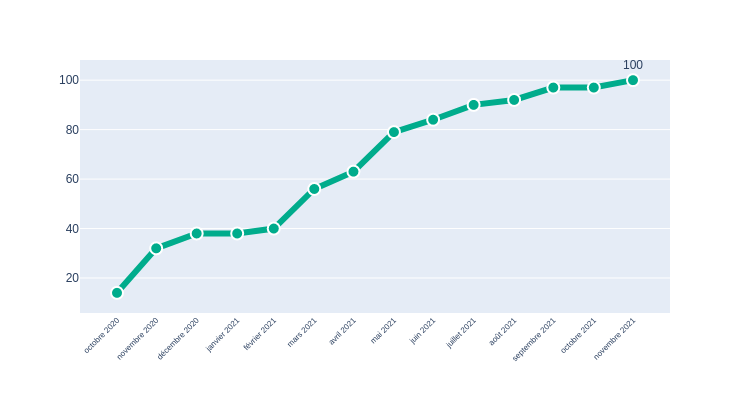 100
100
80
60
40
20
octobre 2020
novembre 2020
décembre 2020
janvier 2021
février 2021
mars 2021
avril 2021
mai 2021
juin 2021
juillet 2021
août 2021
septembre 2021
octobre 2021
novembre 2021